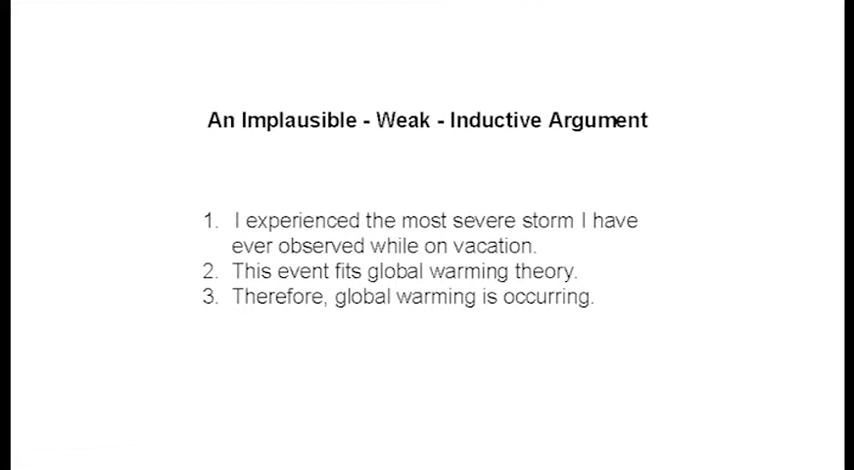 An Implausible - Weak - Inductive Argument
1. I experienced the most severe storm I have
ever observed while on vacation.
2. This event fits global warming theory.
3. Therefore, global warming is occurring.